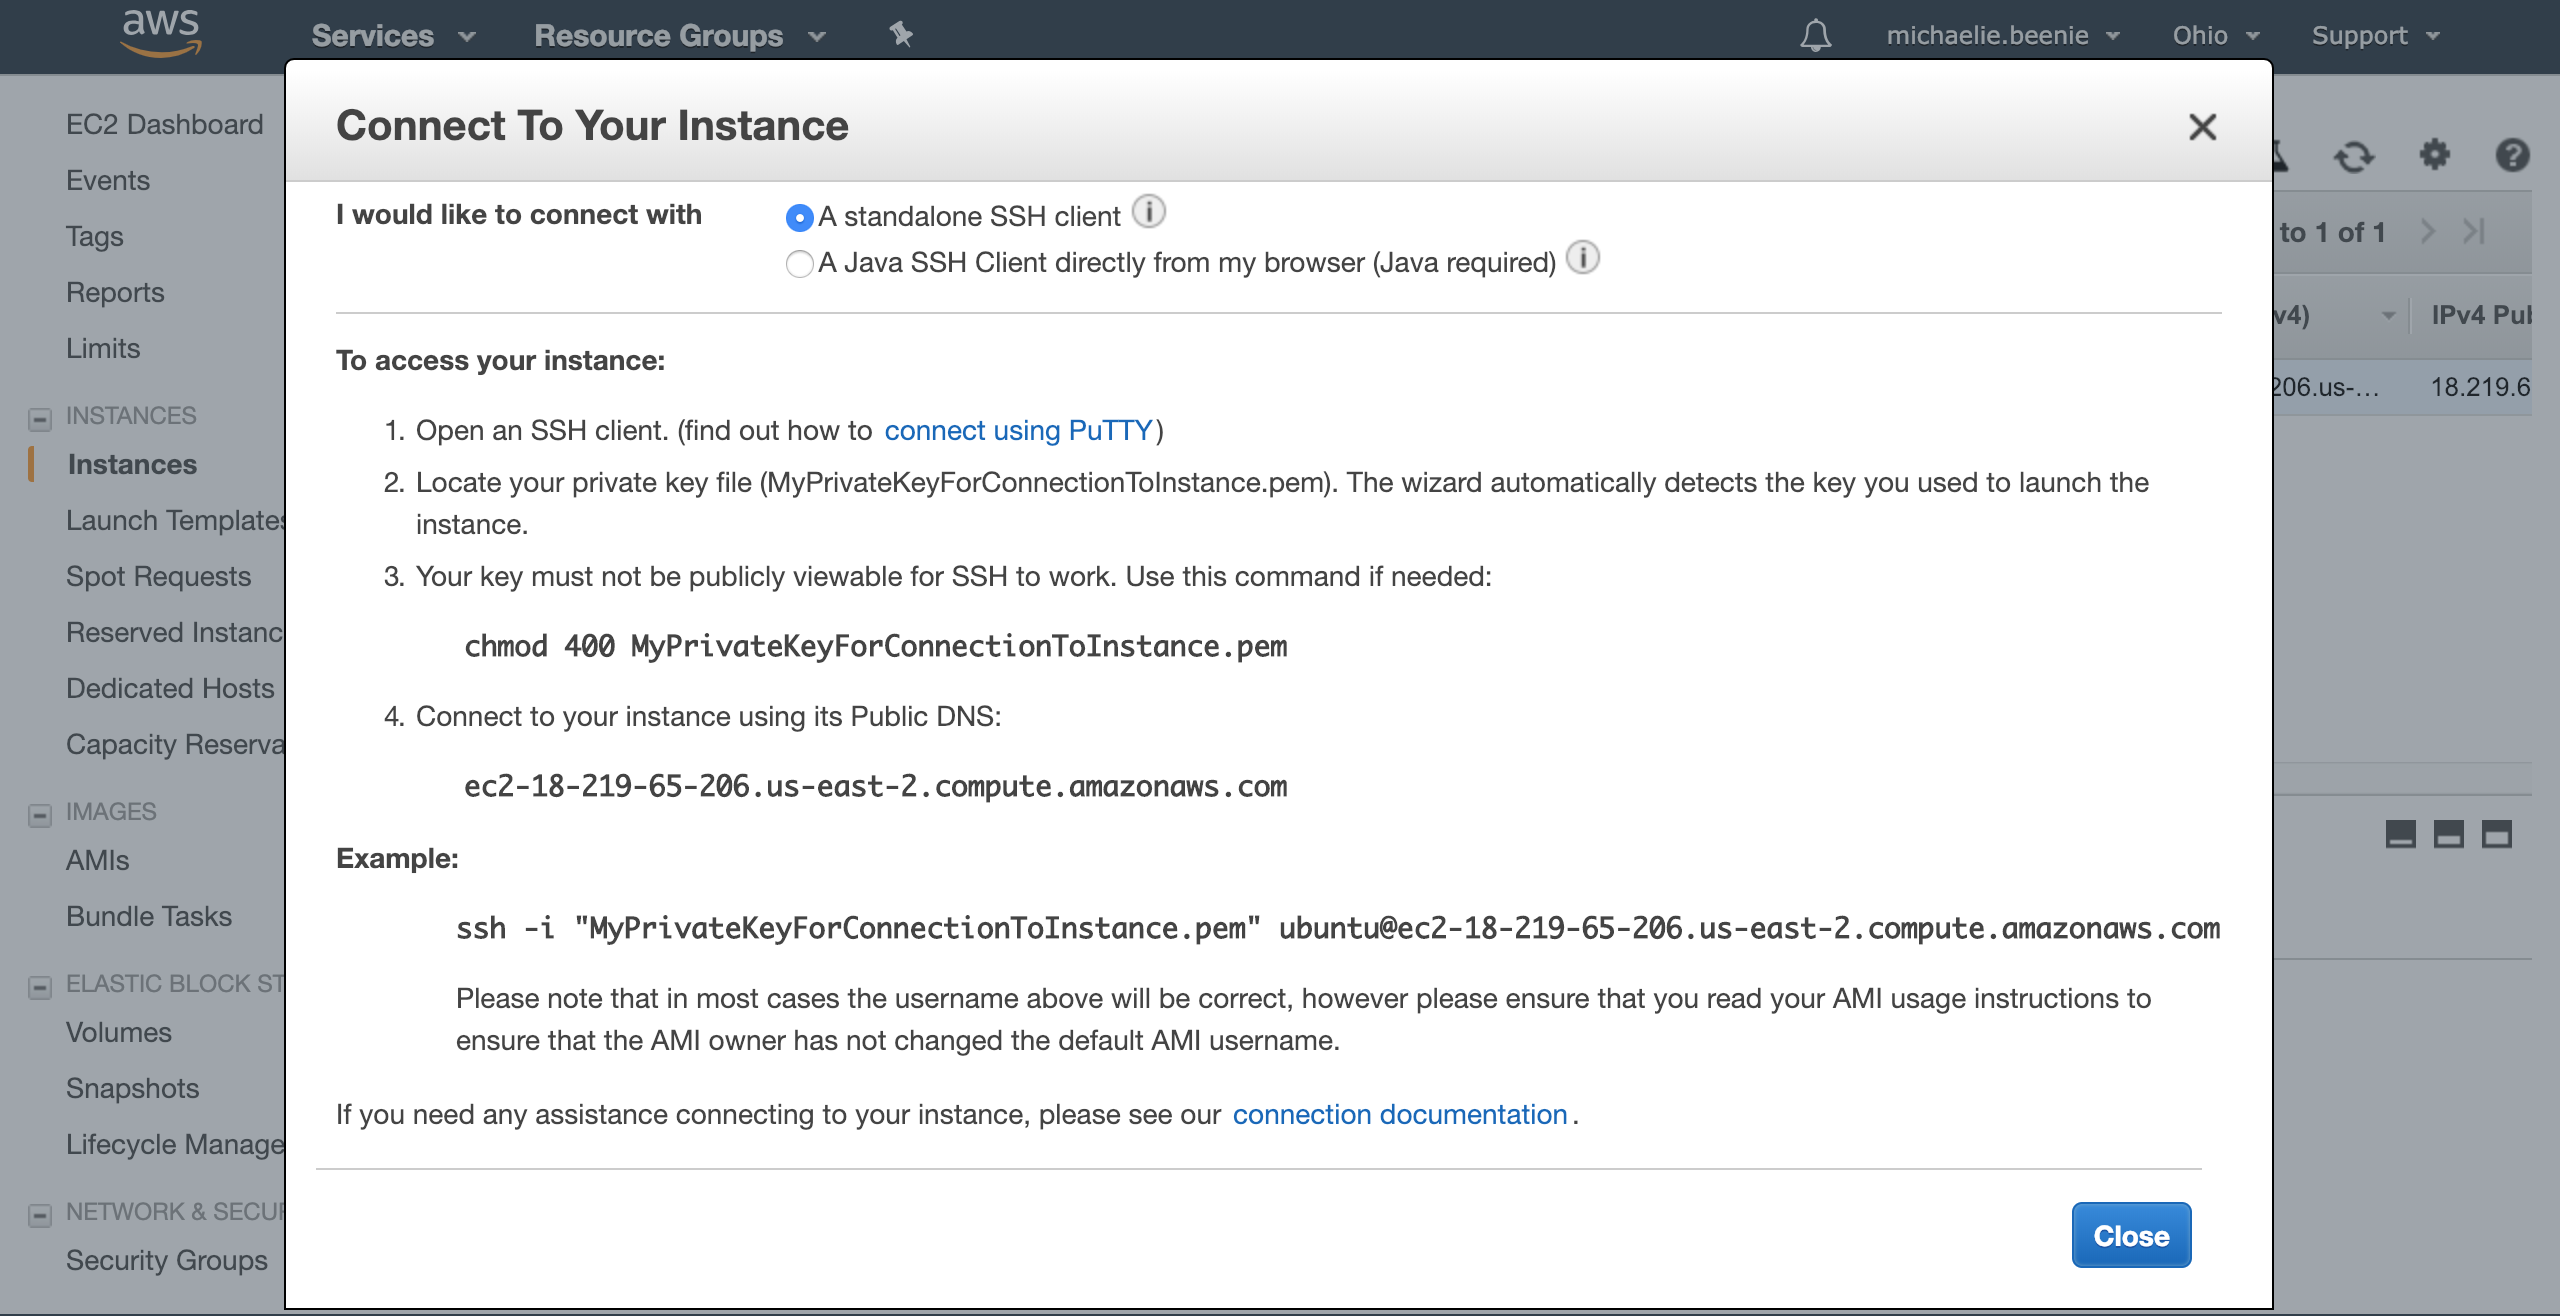 aws
Services
Resource Groups
michaelie.beenie
Ohio
Support
EC2 Dashboard
Events
Tags
Reports
Limits
INSTANCES
Instances
Launch Templates
Spot Requests
Reserved Instanc
Dedicated Hosts
Capacity Reserva
IMAGES
AMIs
Bundle Tasks
ELASTIC BLOCK ST
Volumes
Snapshots
Lifecycle Manage
NETWORK & SECUR
Security Groups
Connect To Your Instance
I would like to connect with
A standalone SSH client
A Java SSH Client directly from my browser (Java required)
To access your instance:
1. Open an SSH client. (find out how to connect using PuTTY)
2. Locate your private key file (MyPrivateKeyForConnectionToInstance.pem). The wizard automatically detects the key you used to launch the
instance.
3. Your key must not be publicly viewable for SSH to work. Use this command if needed:
chmod 400 MyPrivateKeyForConnectionToInstance.pem
4. Connect to your instance using its Public DNS:
ec2-18-219-65-206.us-east-2.compute.amazonaws.com
Example:
ssh -i "MyPrivateKeyForConnectionToInstance.pem" ubuntu@ec2-18-219-65-206.us-east-2.compute.amazonaws.com
Please note that in most cases the username above will be correct, however please ensure that you read your AMI usage instructions to
ensure that the AMI owner has not changed the default AMI username.
If you need any assistance connecting to your instance, please see our connection documentation.
Close
to 1 of 1
v4)
IPv4 Pub
206.us-...
18.219.6